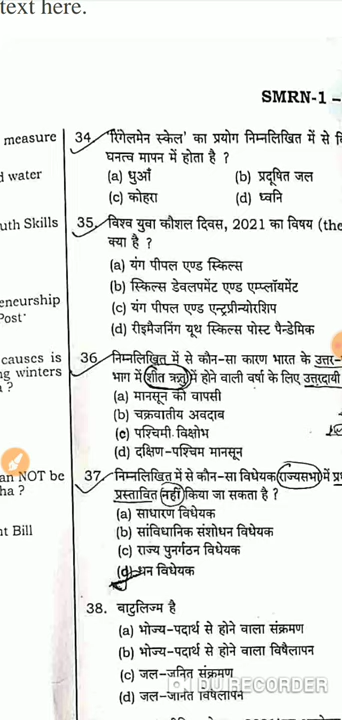 text here.
SMRN-1 -
measure
d water
uth Skills
eneurship
Post'
causes is
ng winters
?
an NOT be
ha ?
nt Bill
34. 'रिंगेलमेन स्केल' का प्रयोग निम्नलिखित में से
घनत्व मापन में होता है ?
(a) धुआँ (b) प्रदूषित जल
(c) कोहरा (d) ध्वनि
35. विश्व युवा कौशल दिवस, 2021 का विषय (the
क्या है ?
(a) यंग पीपल एण्ड स्किल्स
(b) स्किल्स डेवलपमेंट एण्ड एम्प्लॉयमेंट
(c) यंग पीपल एण्ड एन्ट्रप्रीन्योरशिप
(d) रीइमैजनिंग यूथ स्किल्स पोस्ट पैन्डेमिक
36. निम्नलिखित में से कौन-सा कारण भारत के उत्तर-
भाग में शीत ऋतु में होने वाली वर्षा के लिए उत्तरदायी
(a) मानसून की वापसी
(b) चक्रवातीय अवदाब
(c) पश्चिमी विक्षोभ
(d) दक्षिण-पश्चिम मानसून
37. निम्नलिखित में से कौन-सा विधेयक राज्यसभा में
प्रस्तावित नहीं किया जा सकता है ?
(a) साधारण विधेयक
(b) सांविधानिक संशोधन विधेयक
(c) राज्य पुनर्गठन विधेयक
(d) धन विधेयक
38. बाटुलिज्म है
(a) भोज्य-पदार्थ से होने वाला संक्रमण
(b) भोज्य-पदार्थ से होने वाला विषैलापन
(c) जल-जनित संक्रमण
(d) जल-जनित विषैलापन
DU RECORDER